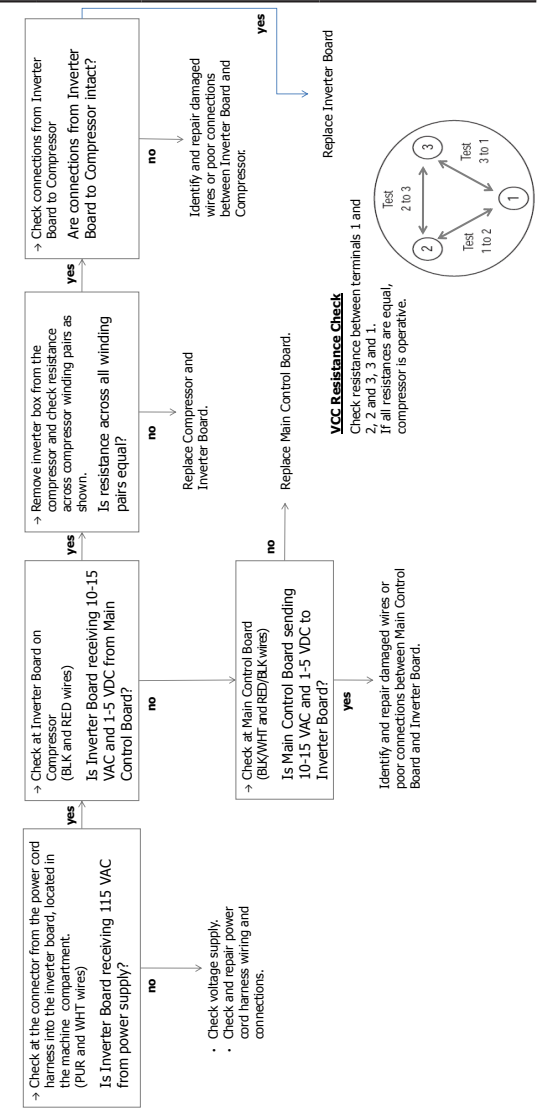 → Check at the connector from the power cord
harness into the inverter board, located in
the machine compartment.
(PUR and WHT wires)
Is Inverter Board receiving 115 VAC
from power supply?
no
• Check voltage supply.
• Check and repair power
cord harness wiring and
connections.
yes
→ Check at Inverter Board on
Compressor
(BLK and RED wires)
Is Inverter Board receiving 10-15
VAC and 1-5 VDC from Main
Control Board?
no
→ Check at Main Control Board
(BLK/WHT and RED/BLK wires)
Is Main Control Board sending
10-15 VAC and 1-5 VDC to
Inverter Board?
no
Replace Main Control Board.
yes
Identify and repair damaged wires or
poor connections between Main Control
Board and Inverter Board.
yes
→ Remove inverter box from the
compressor and check resistance
across compressor winding pairs as
shown.
Is resistance across all winding
pairs equal?
no
Replace Compressor and
Inverter Board.
yes
→ Check connections from Inverter
Board to Compressor
Are connections from Inverter
Board to Compressor intact?
no
Identify and repair damaged
wires or poor connections
between Inverter Board and
Compressor.
yes
Replace Inverter Board
VCC Resistance Check
Check resistance between terminals 1 and
2, 2 and 3, 3 and 1.
If all resistances are equal,
compressor is operative.
Test
2 to 3
2
3
Test
1 to 2
Test
3 to 1
1